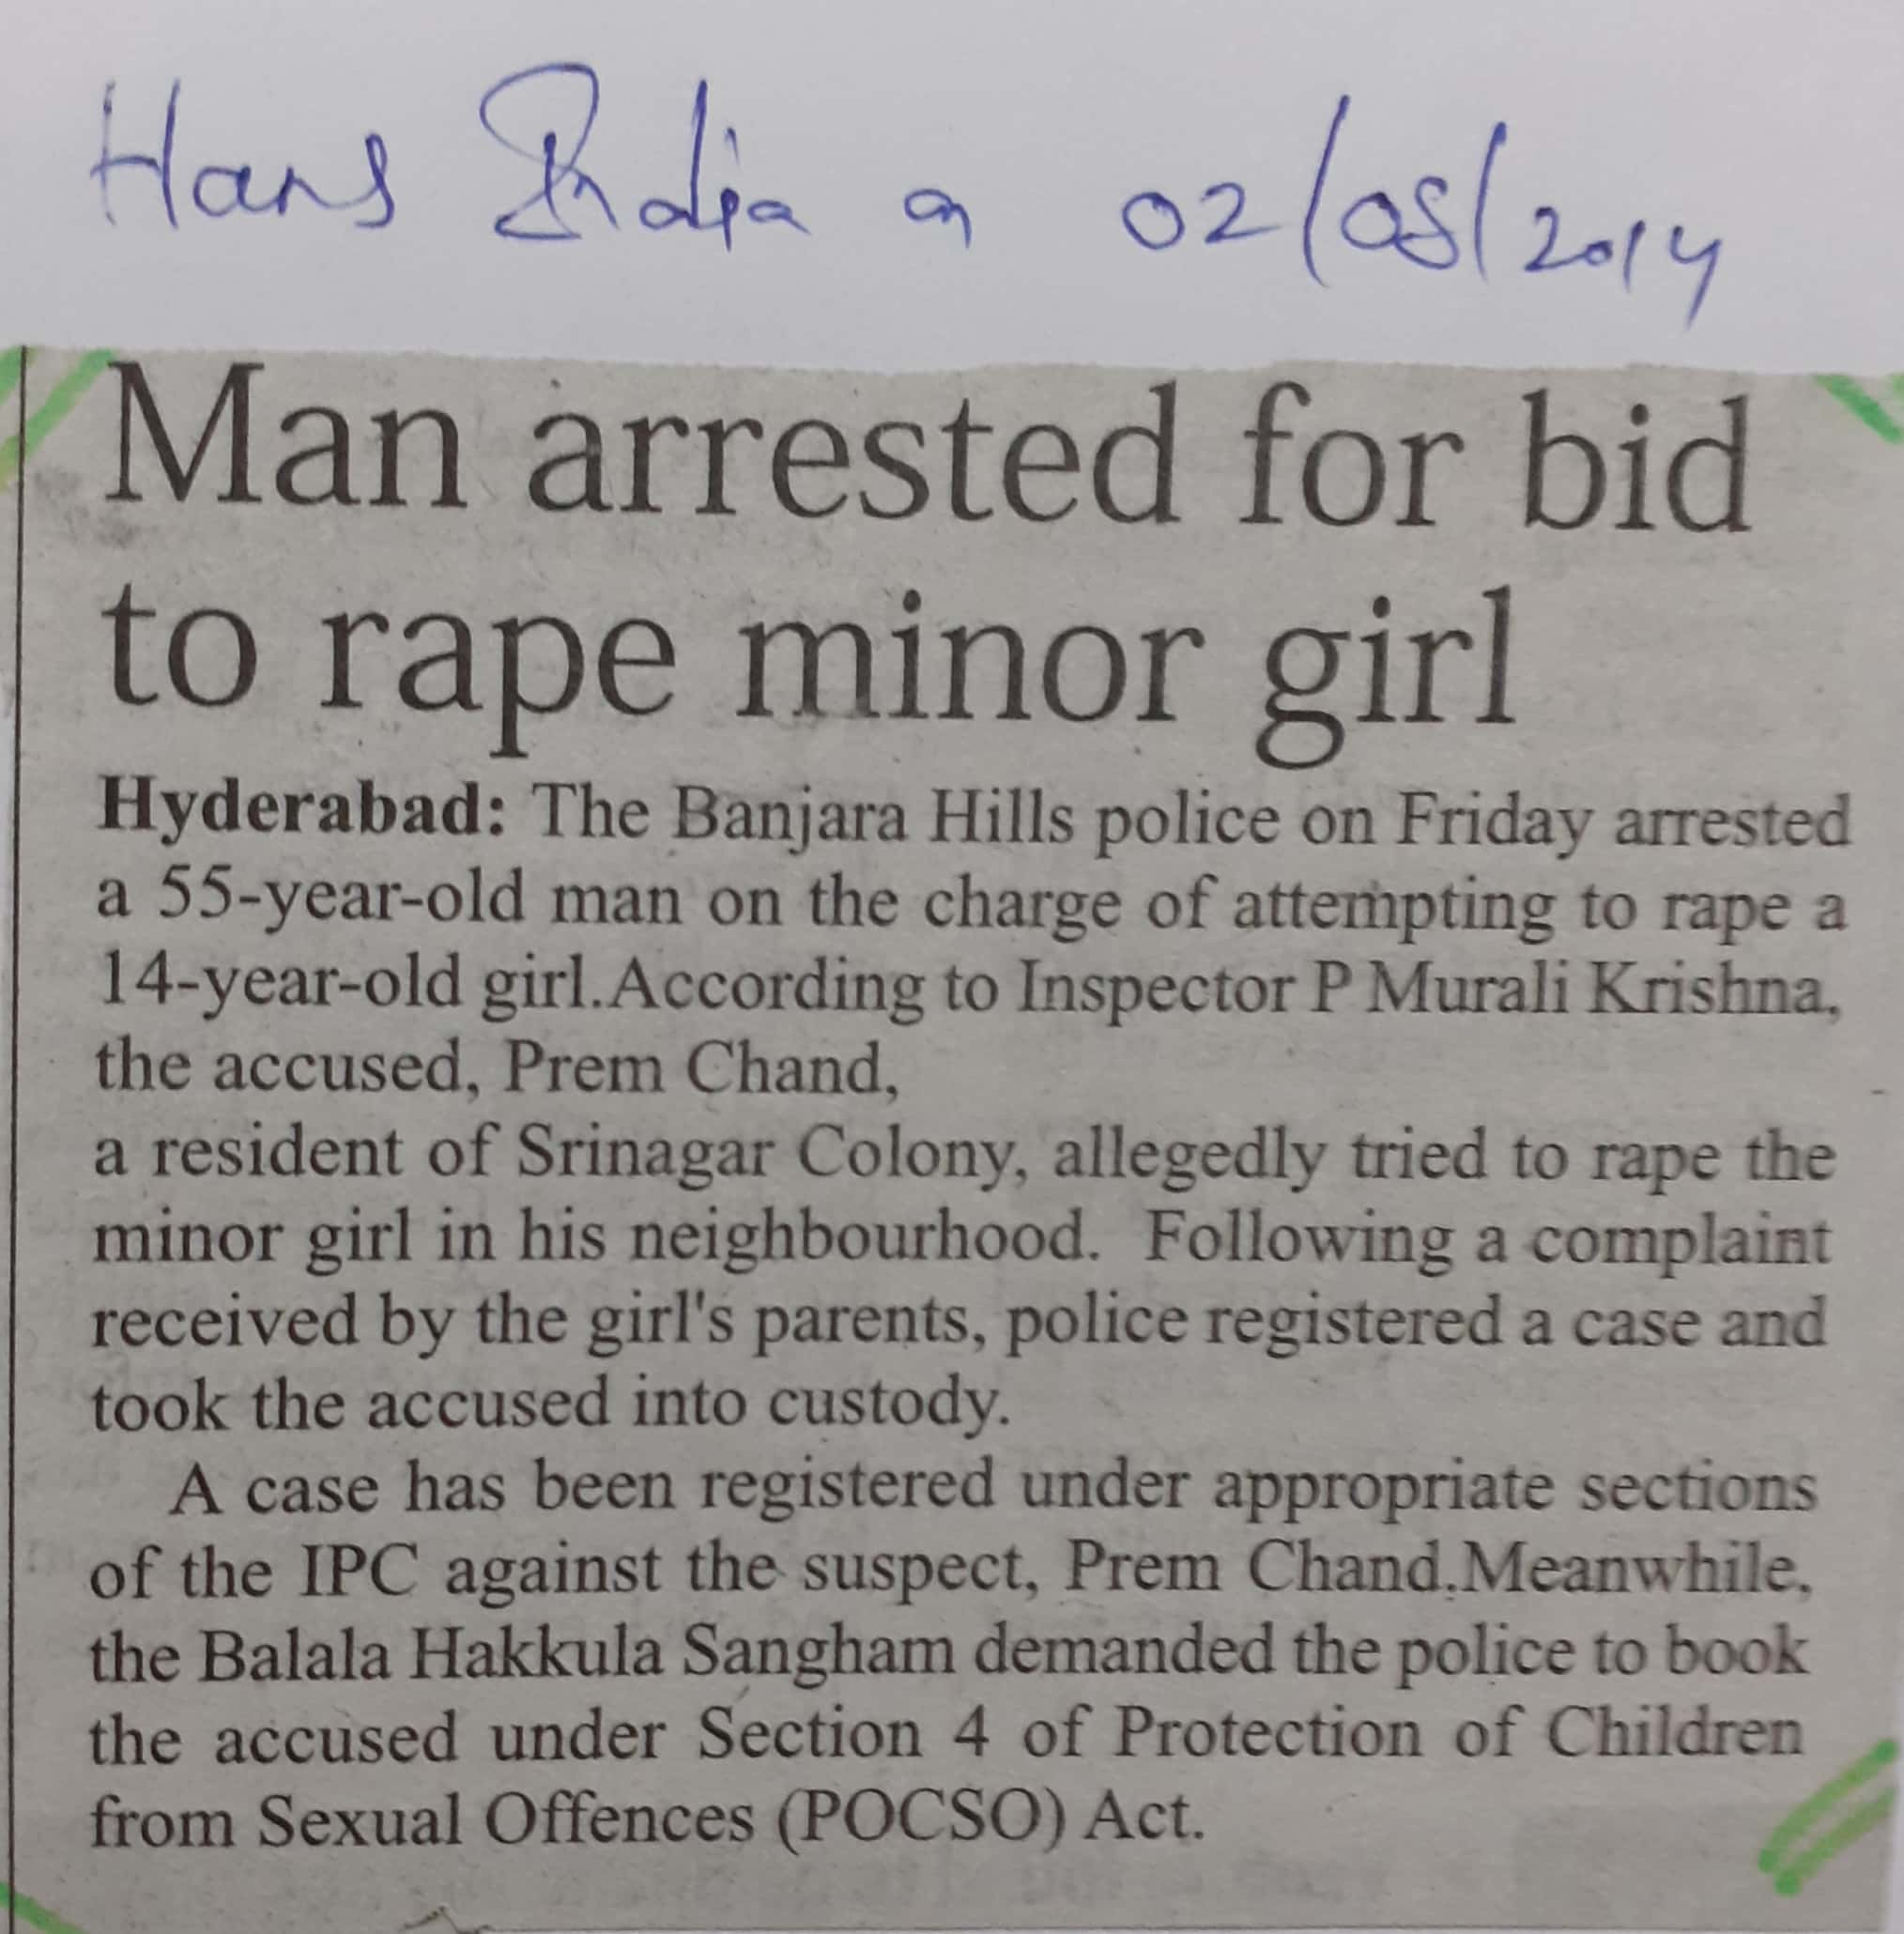 Hans India on 02/08/2014
Man arrested for bid
to rape minor girl
Hyderabad: The Banjara Hills police on Friday arrested
a 55-year-old man on the charge of attempting to rape a
14-year-old girl.According to Inspector P Murali Krishna,
the accused, Prem Chand,
a resident of Srinagar Colony, allegedly tried to rape the
minor girl in his neighbourhood. Following a complaint
received by the girl's parents, police registered a case and
took the accused into custody.
A case has been registered under appropriate sections
of the IPC against the suspect, Prem Chand.Meanwhile,
the Balala Hakkula Sangham demanded the police to book
the accused under Section 4 of Protection of Children
from Sexual Offences (POCSO) Act.